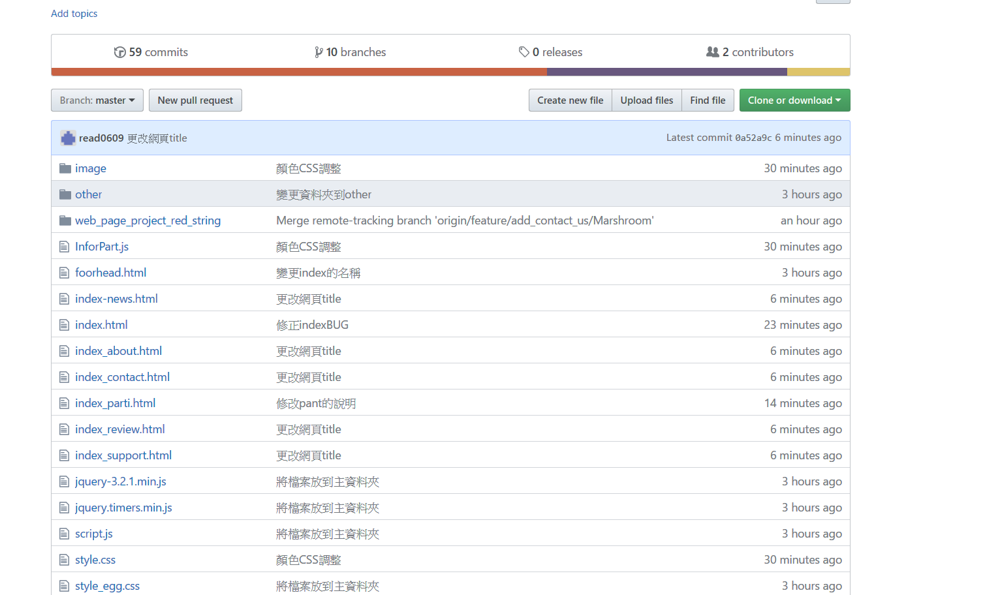 Add topics
59 commits 10 branches 0 releases 2 contributors
Branch: master New pull request Create new file Upload files Find file Clone or download
read0609 更改網頁title Latest commit 0a52a9c 6 minutes ago
image 顏色CSS調整 30 minutes ago
other 變更資料夾到other 3 hours ago
web_page_project_red_string Merge remote-tracking branch 'origin/feature/add_contact_us/Marshroom' an hour ago
InforPart.js 顏色CSS調整 30 minutes ago
foorhead.html 變更index的名稱 3 hours ago
index-news.html 更改網頁title 6 minutes ago
index.html 修正indexBUG 23 minutes ago
index_about.html 更改網頁title 6 minutes ago
index_contact.html 更改網頁title 6 minutes ago
index_parti.html 修改pant的說明 14 minutes ago
index_review.html 更改網頁title 6 minutes ago
index_support.html 更改網頁title 6 minutes ago
jquery-3.2.1.min.js 將檔案放到主資料夾 3 hours ago
jquery.timers.min.js 將檔案放到主資料夾 3 hours ago
script.js 將檔案放到主資料夾 3 hours ago
style.css 顏色CSS調整 30 minutes ago
style_egg.css 將檔案放到主資料夾 3 hours ago